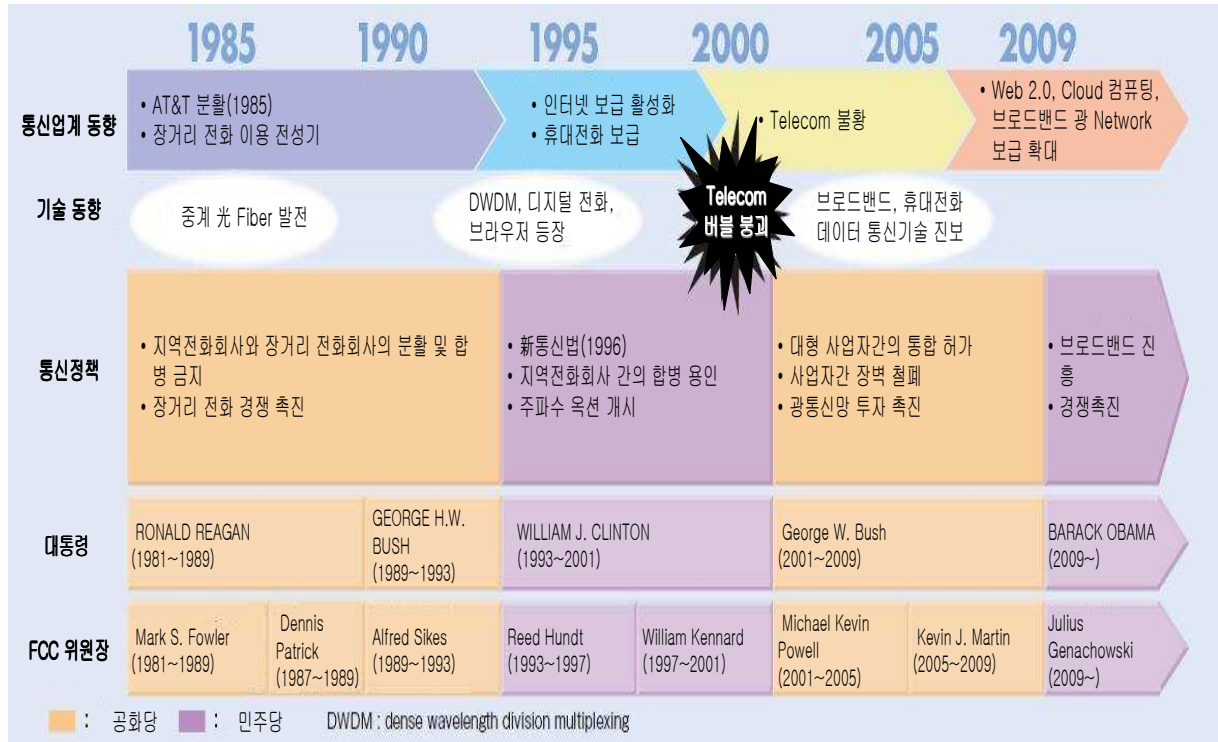 1985 1990 1995 2000 2005 2009
통신업계 동향
• AT&T 분활(1985)
• 장거리 전화 이용 전성기
• 인터넷 보급 활성화
• 휴대전화 보급
• Telecom 불황
• Web 2.0, Cloud 컴퓨팅,
브로드밴드 광 Network
보급 확대
Telecom
버블 붕괴
기술 동향
중계 光 Fiber 발전
DWDM, 디지털 전화,
브라우저 등장
브로드밴드, 휴대전화
데이터 통신기술 진보
통신정책
• 지역전화회사와 장거리 전화회사의 분활 및 합
병 금지
• 장거리 전화 경쟁 촉진
• 新통신법(1996)
• 지역전화회사 간의 합병 용인
• 주파수 옥션 개시
• 대형 사업자간의 통합 허가
• 사업자간 장벽 철폐
• 광통신망 투자 촉진
• 브로드밴드 진
흥
• 경쟁촉진
대통령
RONALD REAGAN
(1981~1989)
GEORGE H.W.
BUSH
(1989~1993)
WILLIAM J. CLINTON
(1993~2001)
George W. Bush
(2001~2009)
BARACK OBAMA
(2009~)
FCC 위원장
Mark S. Fowler
(1981~1989)
Dennis
Patrick
(1987~1989)
Alfred Sikes
(1989~1993)
Reed Hundt
(1993~1997)
William Kennard
(1997~2001)
Michael Kevin
Powell
(2001~2005)
Kevin J. Martin
(2005~2009)
Julius
Genachowski
(2009~)
: 공화당 : 민주당 DWDM : dense wavelength division multiplexing